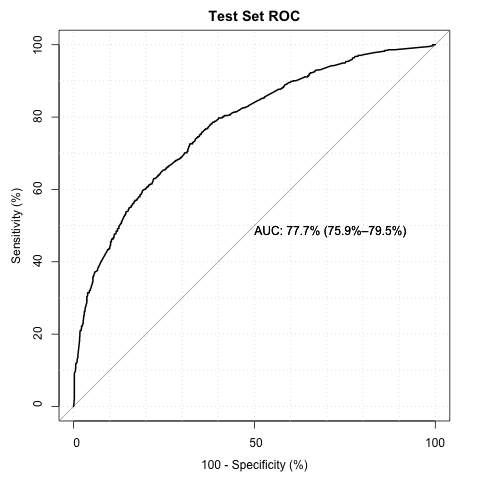 Test Set ROC
100
80
60
40
20
0
Sensitivity (%)
AUC: 77.7% (75.9%–79.5%)
0 50 100
100 - Specificity (%)